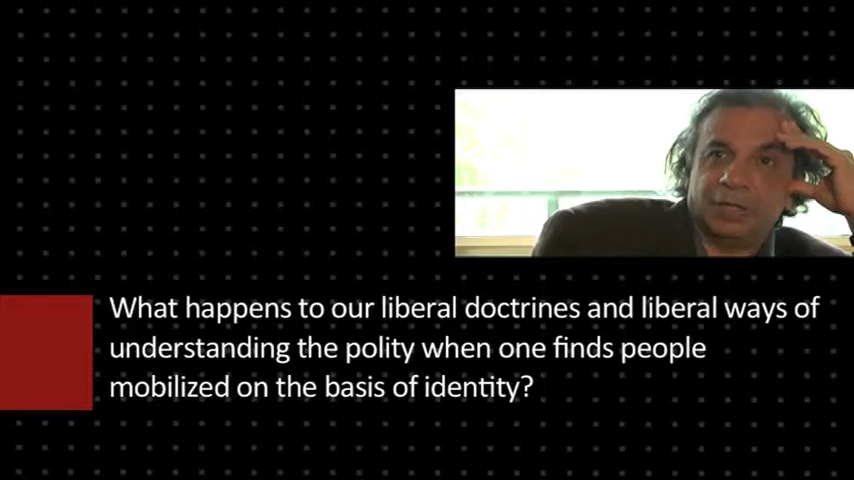 What happens to our liberal doctrines and liberal ways of
understanding the polity when one finds people
mobilized on the basis of identity?